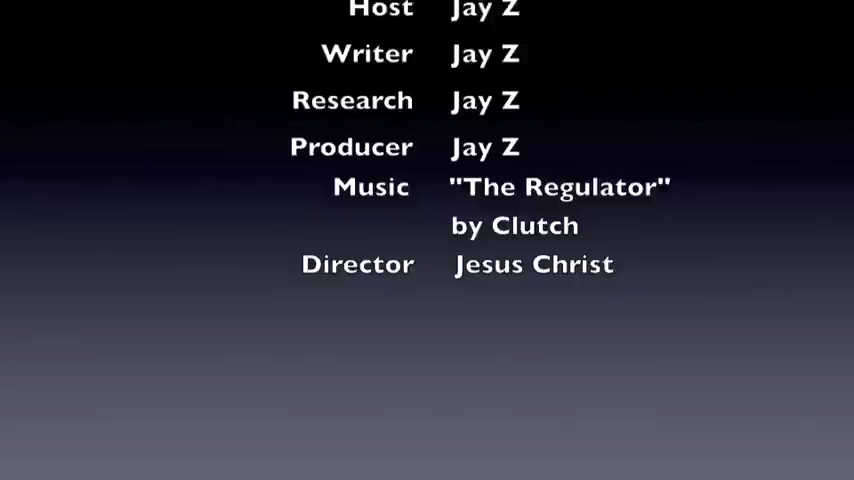 Host Jay Z
Writer Jay Z
Research Jay Z
Producer Jay Z
Music "The Regulator"
by Clutch
Director Jesus Christ